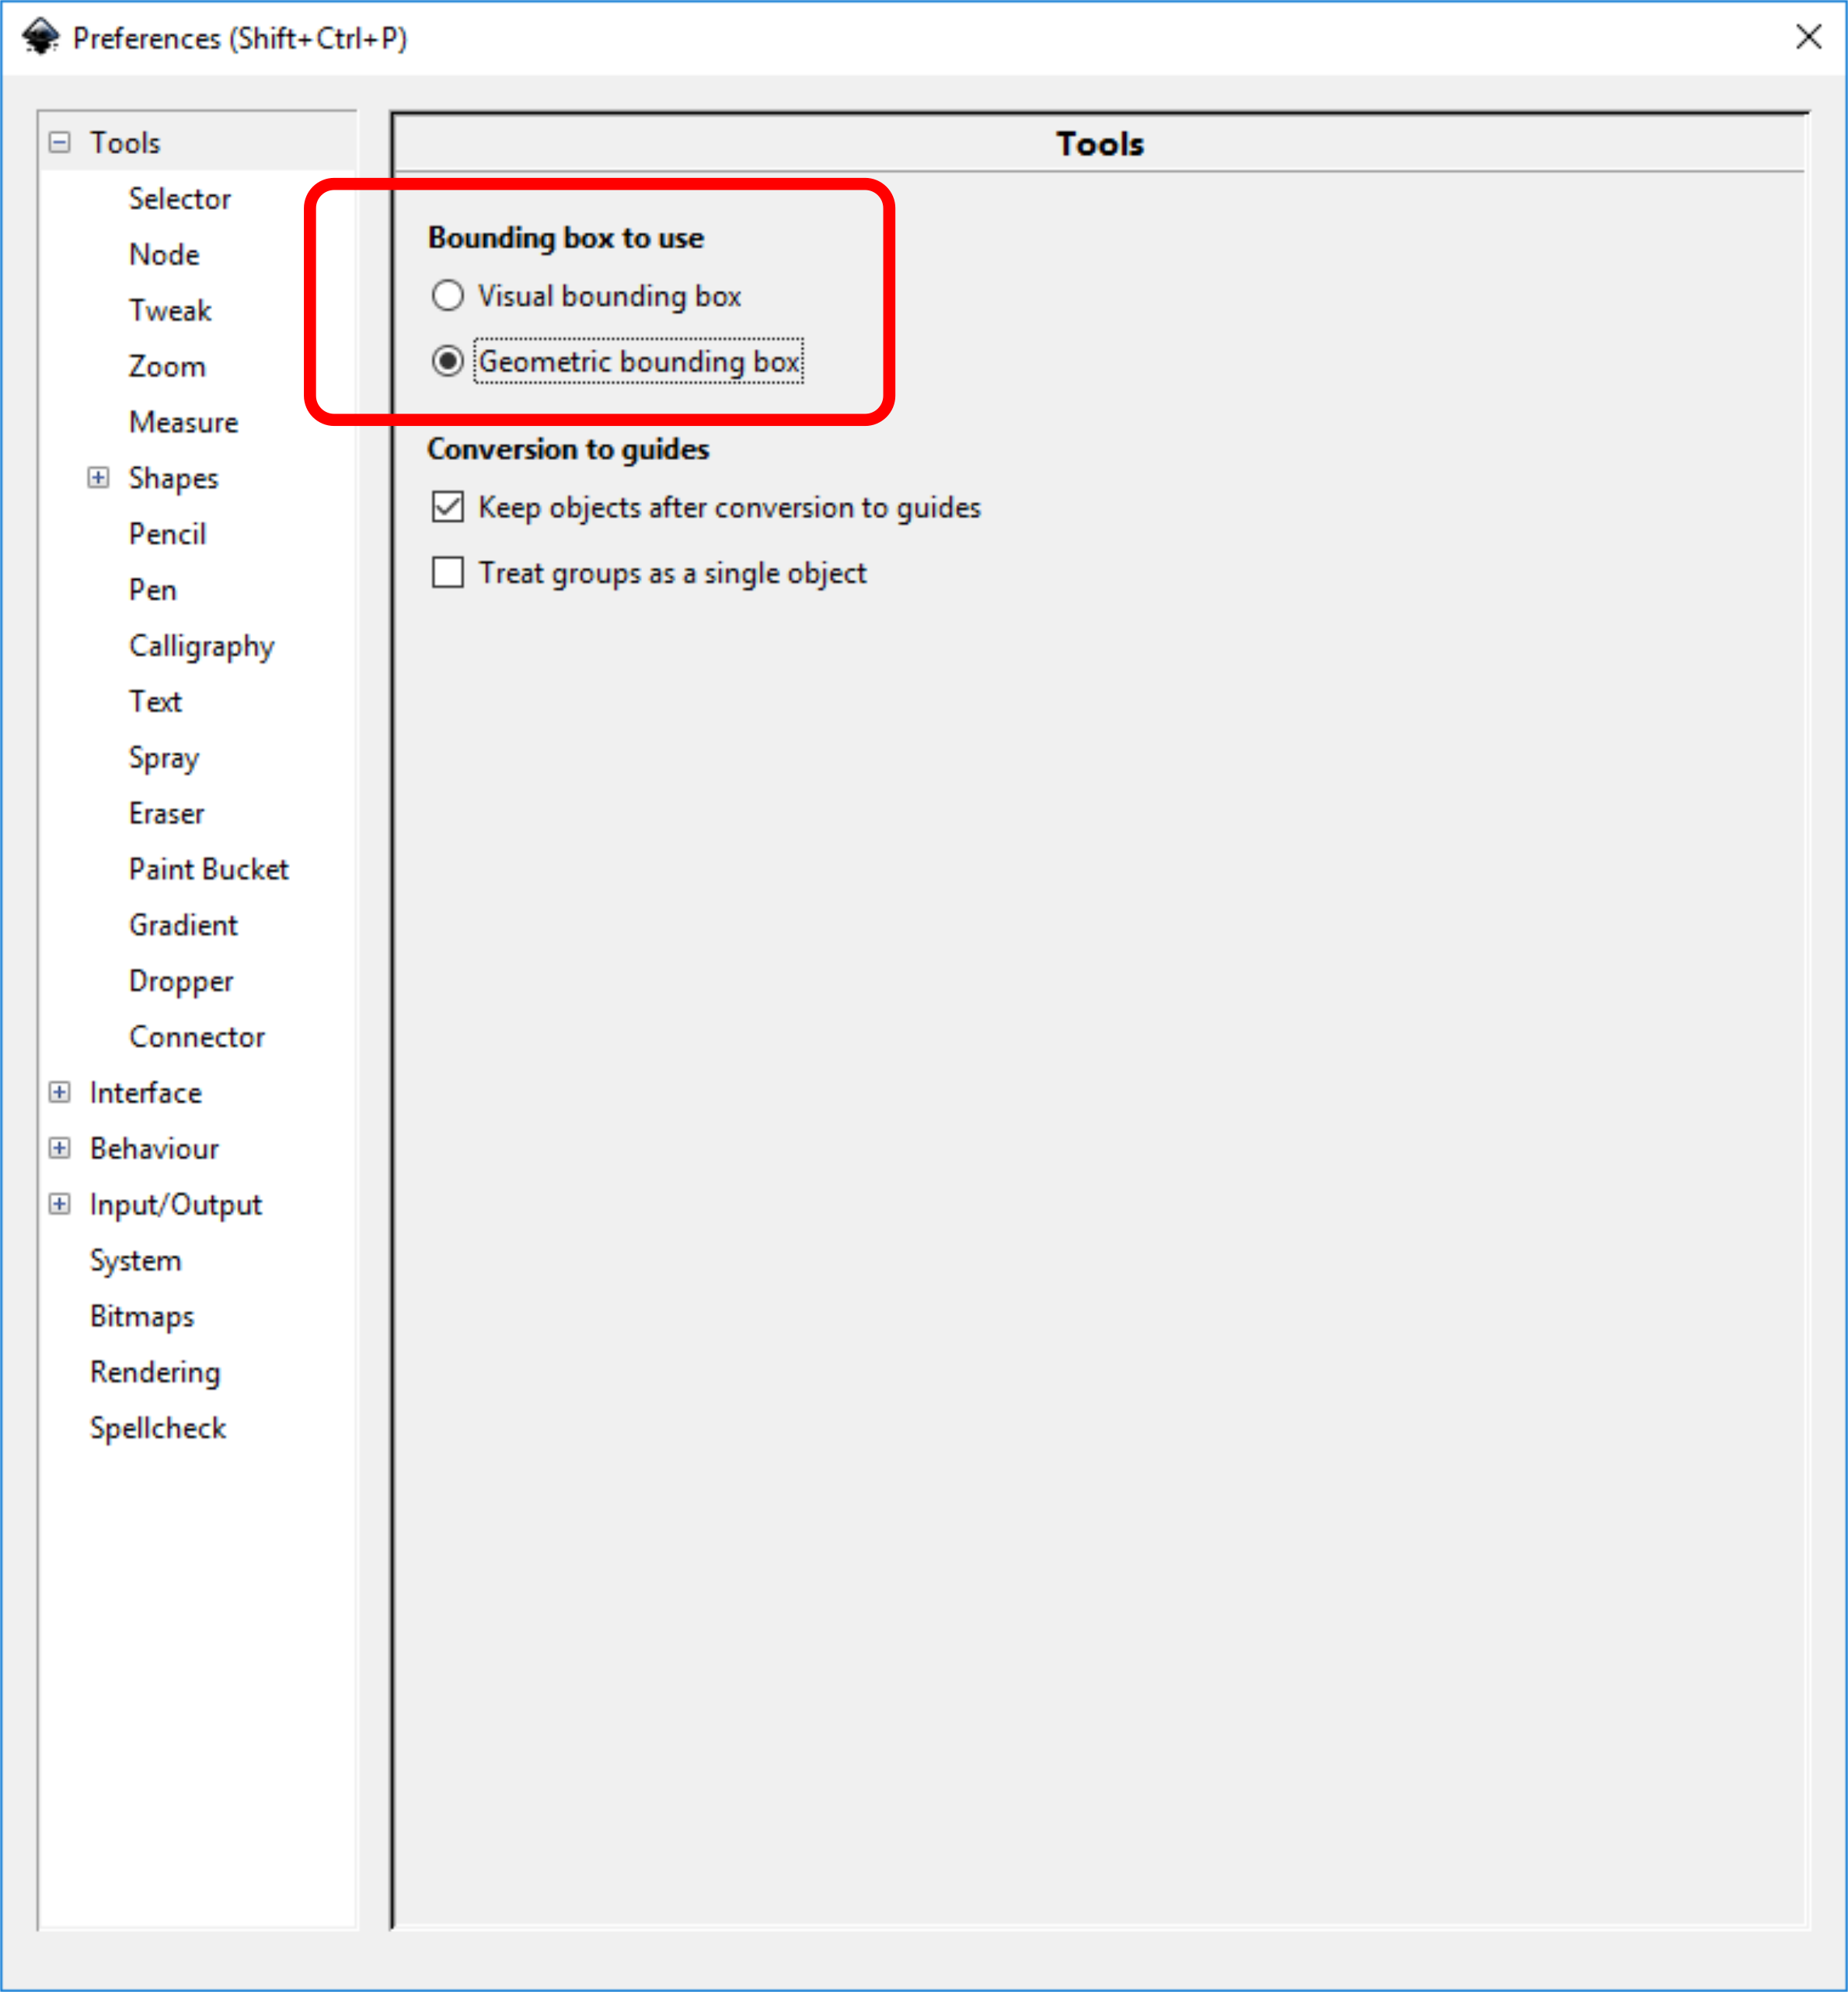 Preferences (Shift+Ctrl+P)
Tools
Selector
Node
Tweak
Zoom
Measure
Shapes
Pencil
Pen
Calligraphy
Text
Spray
Eraser
Paint Bucket
Gradient
Dropper
Connector
Interface
Behaviour
Input/Output
System
Bitmaps
Rendering
Spellcheck
Tools
Bounding box to use
Visual bounding box
Geometric bounding box
Conversion to guides
Keep objects after conversion to guides
Treat groups as a single object